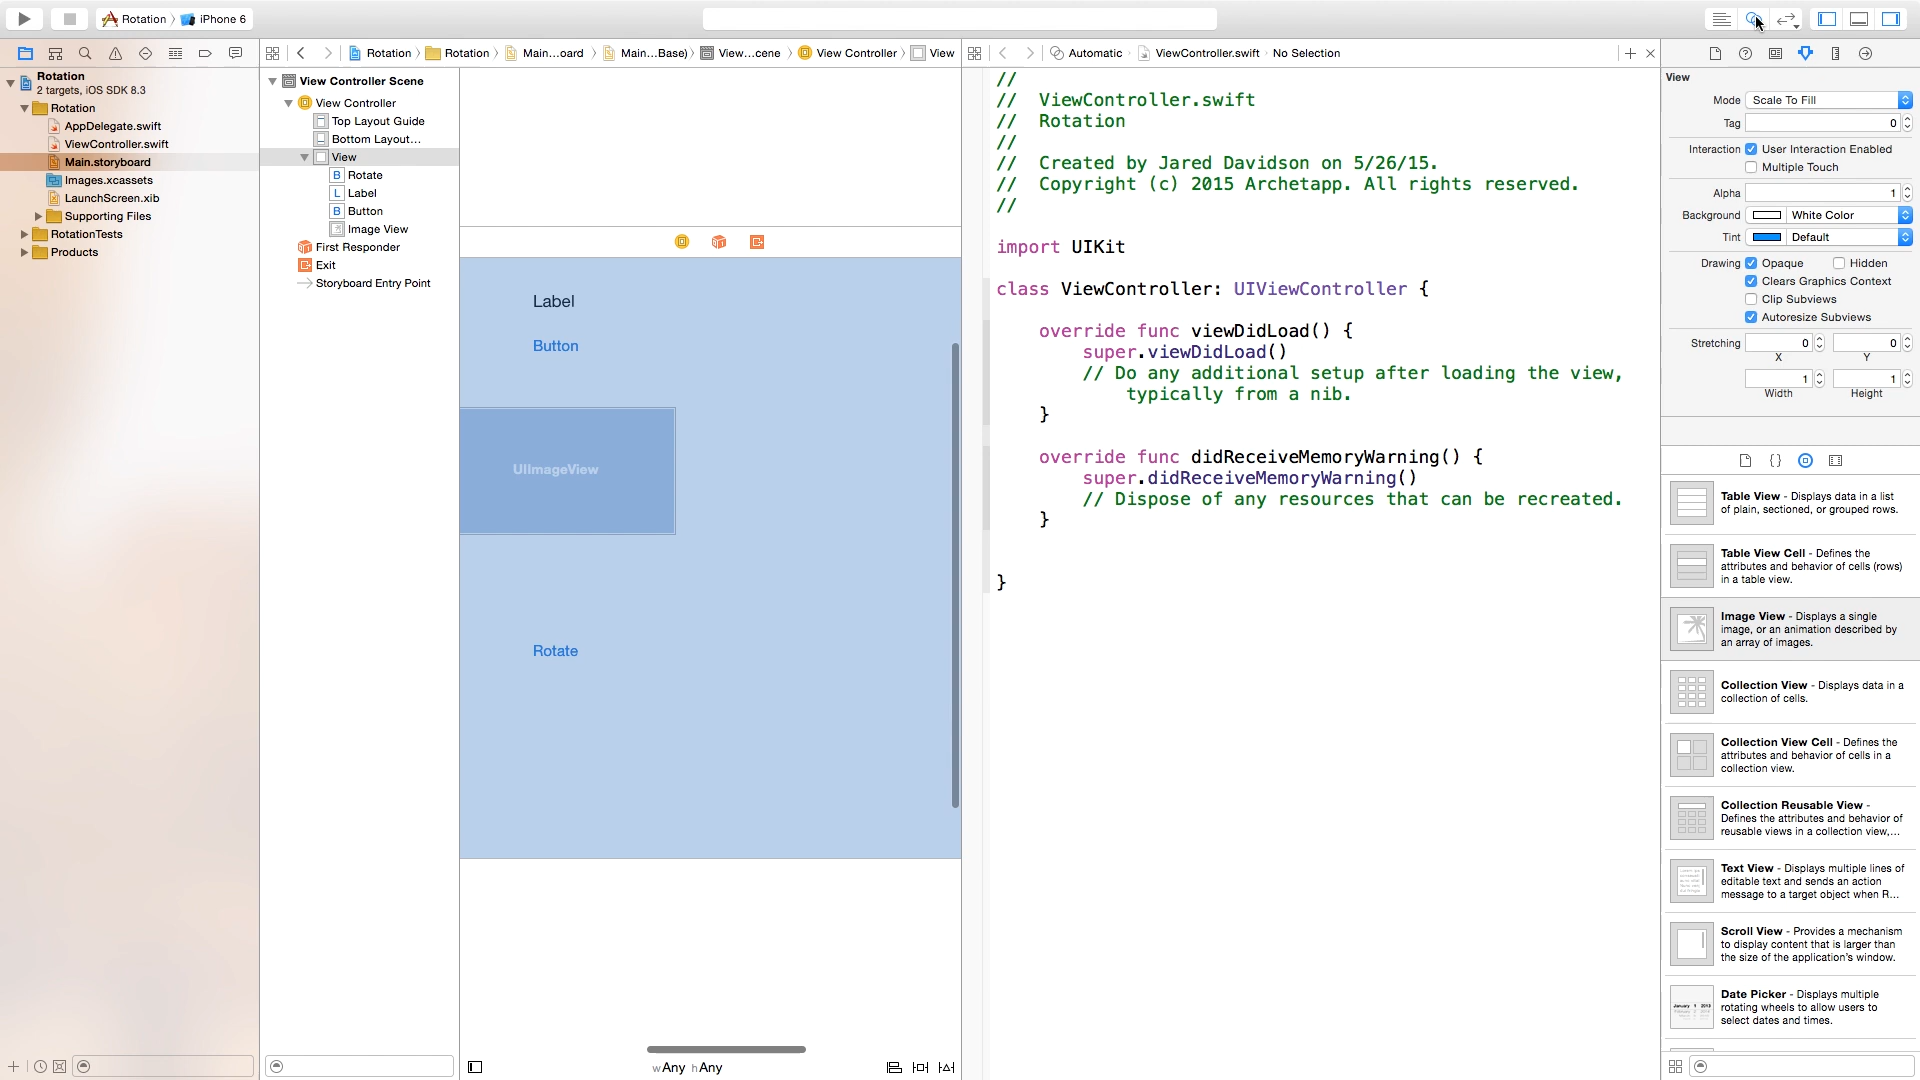 Rotation
iPhone 6
Rotation
Rotation
Main...oard
Main...Base)
View...cene
View Controller
View
Automatic
ViewController.swift
No Selection
Rotation
2 targets, iOS SDK 8.3
Rotation
AppDelegate.swift
ViewController.swift
Main.storyboard
Images.xcassets
LaunchScreen.xib
Supporting Files
RotationTests
Products
View Controller Scene
View Controller
Top Layout Guide
Bottom Layout...
View
B Rotate
L Label
B Button
Image View
First Responder
Exit
Storyboard Entry Point
Label
Button
UIImageView
Rotate
wAny hAny
//
//  ViewController.swift
//  Rotation
//
//  Created by Jared Davidson on 5/26/15.
//  Copyright (c) 2015 Archetapp. All rights reserved.
//
import UIKit
class ViewController: UIViewController {
override func viewDidLoad() {
super.viewDidLoad()
// Do any additional setup after loading the view,
typically from a nib.
}
override func didReceiveMemoryWarning() {
super.didReceiveMemoryWarning()
// Dispose of any resources that can be recreated.
}
}
View
Mode Scale To Fill
Tag 0
Interaction User Interaction Enabled
Multiple Touch
Alpha 1
Background White Color
Tint Default
Drawing Opaque Hidden
Clears Graphics Context
Clip Subviews
Autoresize Subviews
Stretching 0 0
X Y
1 1
Width Height
Table View - Displays data in a list
of plain, sectioned, or grouped rows.
Table View Cell - Defines the
attributes and behavior of cells (rows)
in a table view.
Image View - Displays a single
image, or an animation described by
an array of images.
Collection View - Displays data in a
collection of cells.
Collection View Cell - Defines the
attributes and behavior of cells in a
collection view.
Collection Reusable View -
Defines the attributes and behavior of
reusable views in a collection view,...
Text View - Displays multiple lines of
editable text and sends an action
message to a target object when R...
Scroll View - Provides a mechanism
to display content that is larger than
the size of the application's window.
Date Picker - Displays multiple
rotating wheels to allow users to
select dates and times.